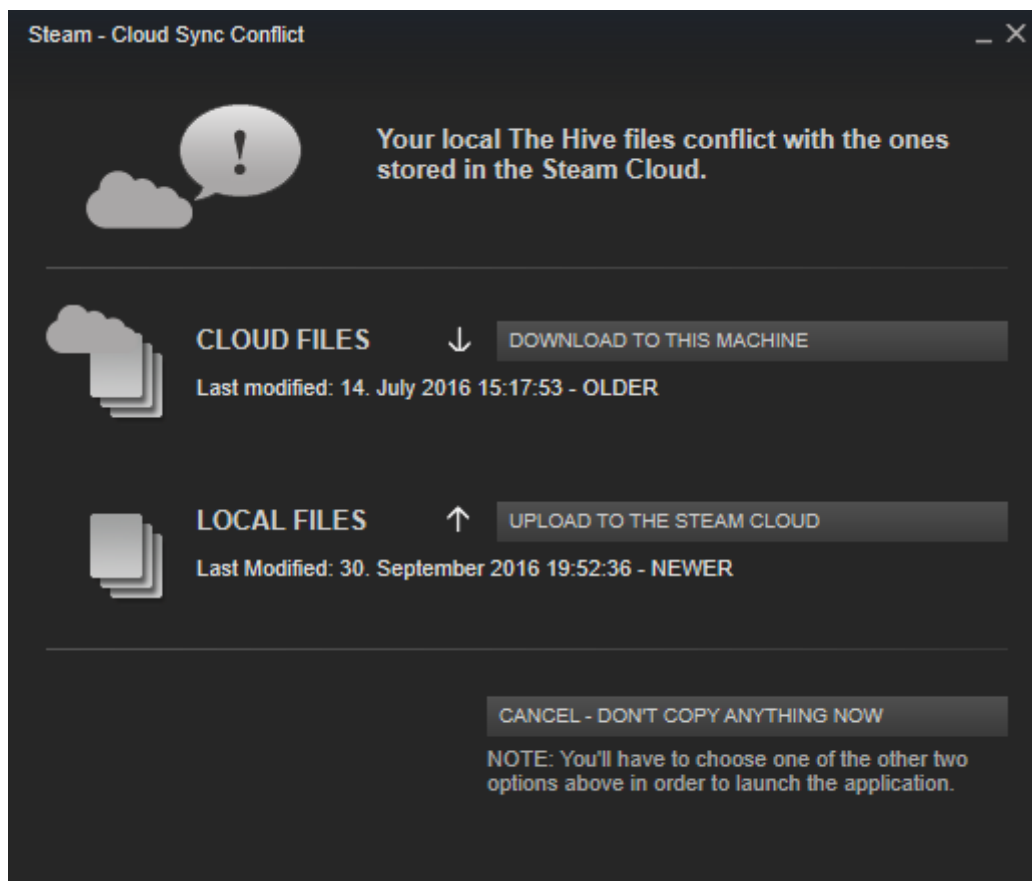 Steam - Cloud Sync Conflict
Your local The Hive files conflict with the ones
stored in the Steam Cloud.
CLOUD FILES
DOWNLOAD TO THIS MACHINE
Last modified: 14. July 2016 15:17:53 - OLDER
LOCAL FILES
UPLOAD TO THE STEAM CLOUD
Last Modified: 30. September 2016 19:52:36 - NEWER
CANCEL - DON'T COPY ANYTHING NOW
NOTE: You'll have to choose one of the other two
options above in order to launch the application.